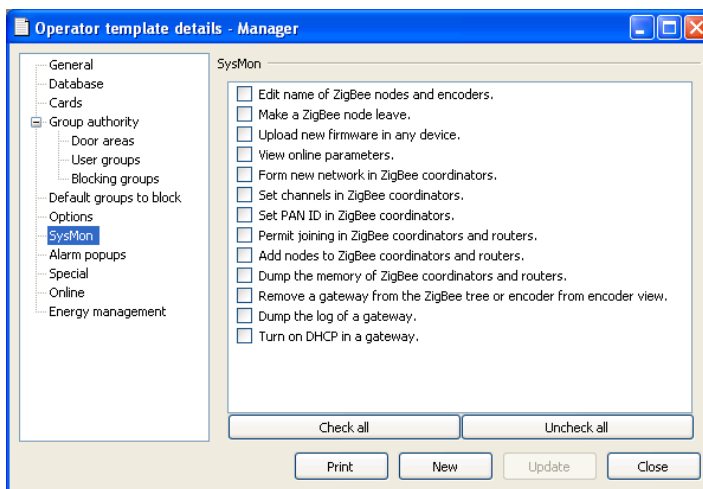 Operator template details - Manager
General
Database
Cards
Group authority
Door areas
User groups
Blocking groups
Default groups to block
Options
SysMon
Alarm popups
Special
Online
Energy management
SysMon
Edit name of ZigBee nodes and encoders.
Make a ZigBee node leave.
Upload new firmware in any device.
View online parameters.
Form new network in ZigBee coordinators.
Set channels in ZigBee coordinators.
Set PAN ID in ZigBee coordinators.
Permit joining in ZigBee coordinators and routers.
Add nodes to ZigBee coordinators and routers.
Dump the memory of ZigBee coordinators and routers.
Remove a gateway from the ZigBee tree or encoder from encoder view.
Dump the log of a gateway.
Turn on DHCP in a gateway.
Check all Uncheck all
Print New Update Close